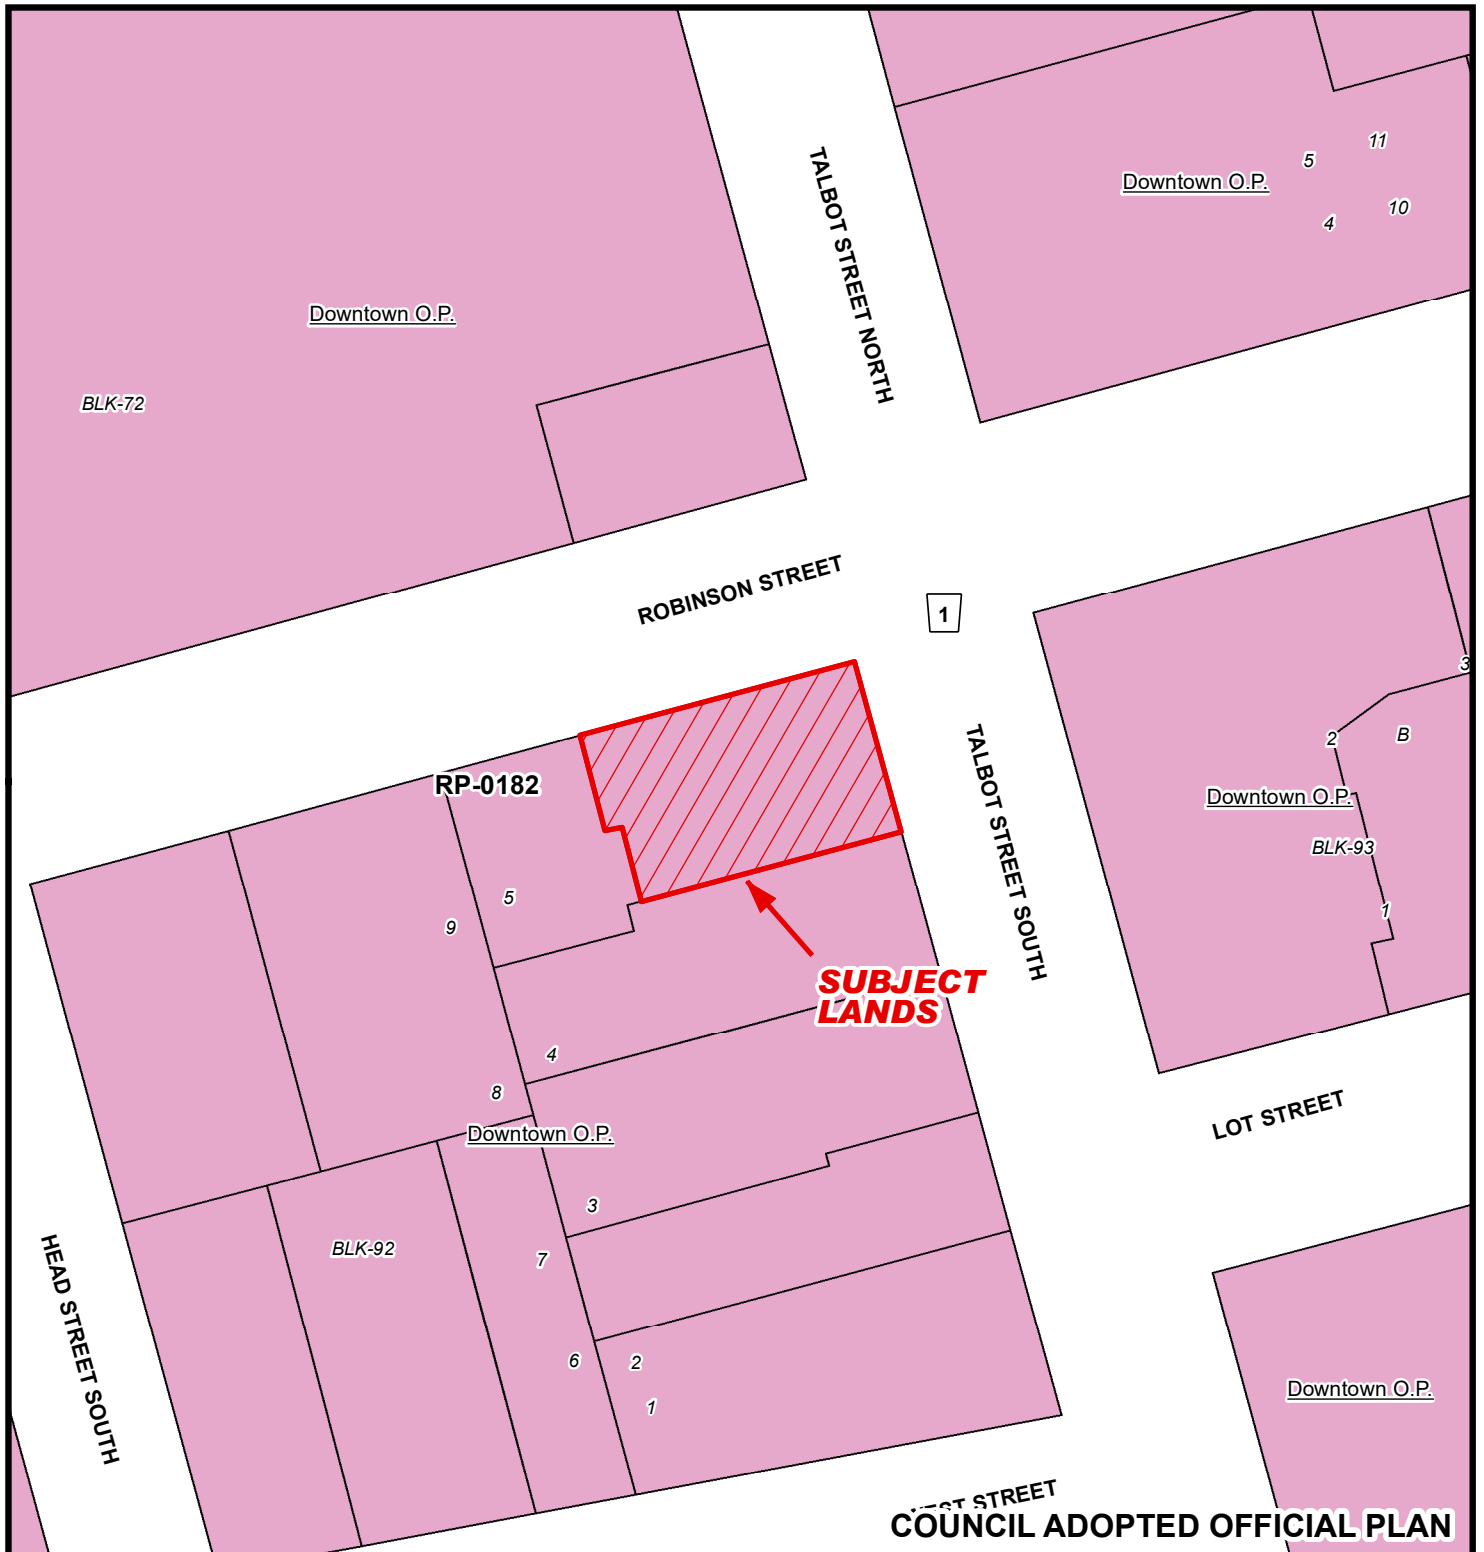 11
5
Downtown O.P.
10
4
TALBOT STREET NORTH
Downtown O.P.
BLK-72
ROBINSON STREET
1
3
2
B
RP-0182
Downtown O.P.
TALBOT STREET SOUTH
BLK-93
5
9
1
SUBJECT
LANDS
4
8
LOT STREET
Downtown O.P.
3
BLK-92
7
HEAD STREET SOUTH
6
2
Downtown O.P.
1
STREET
COUNCIL ADOPTED OFFICIAL PLAN